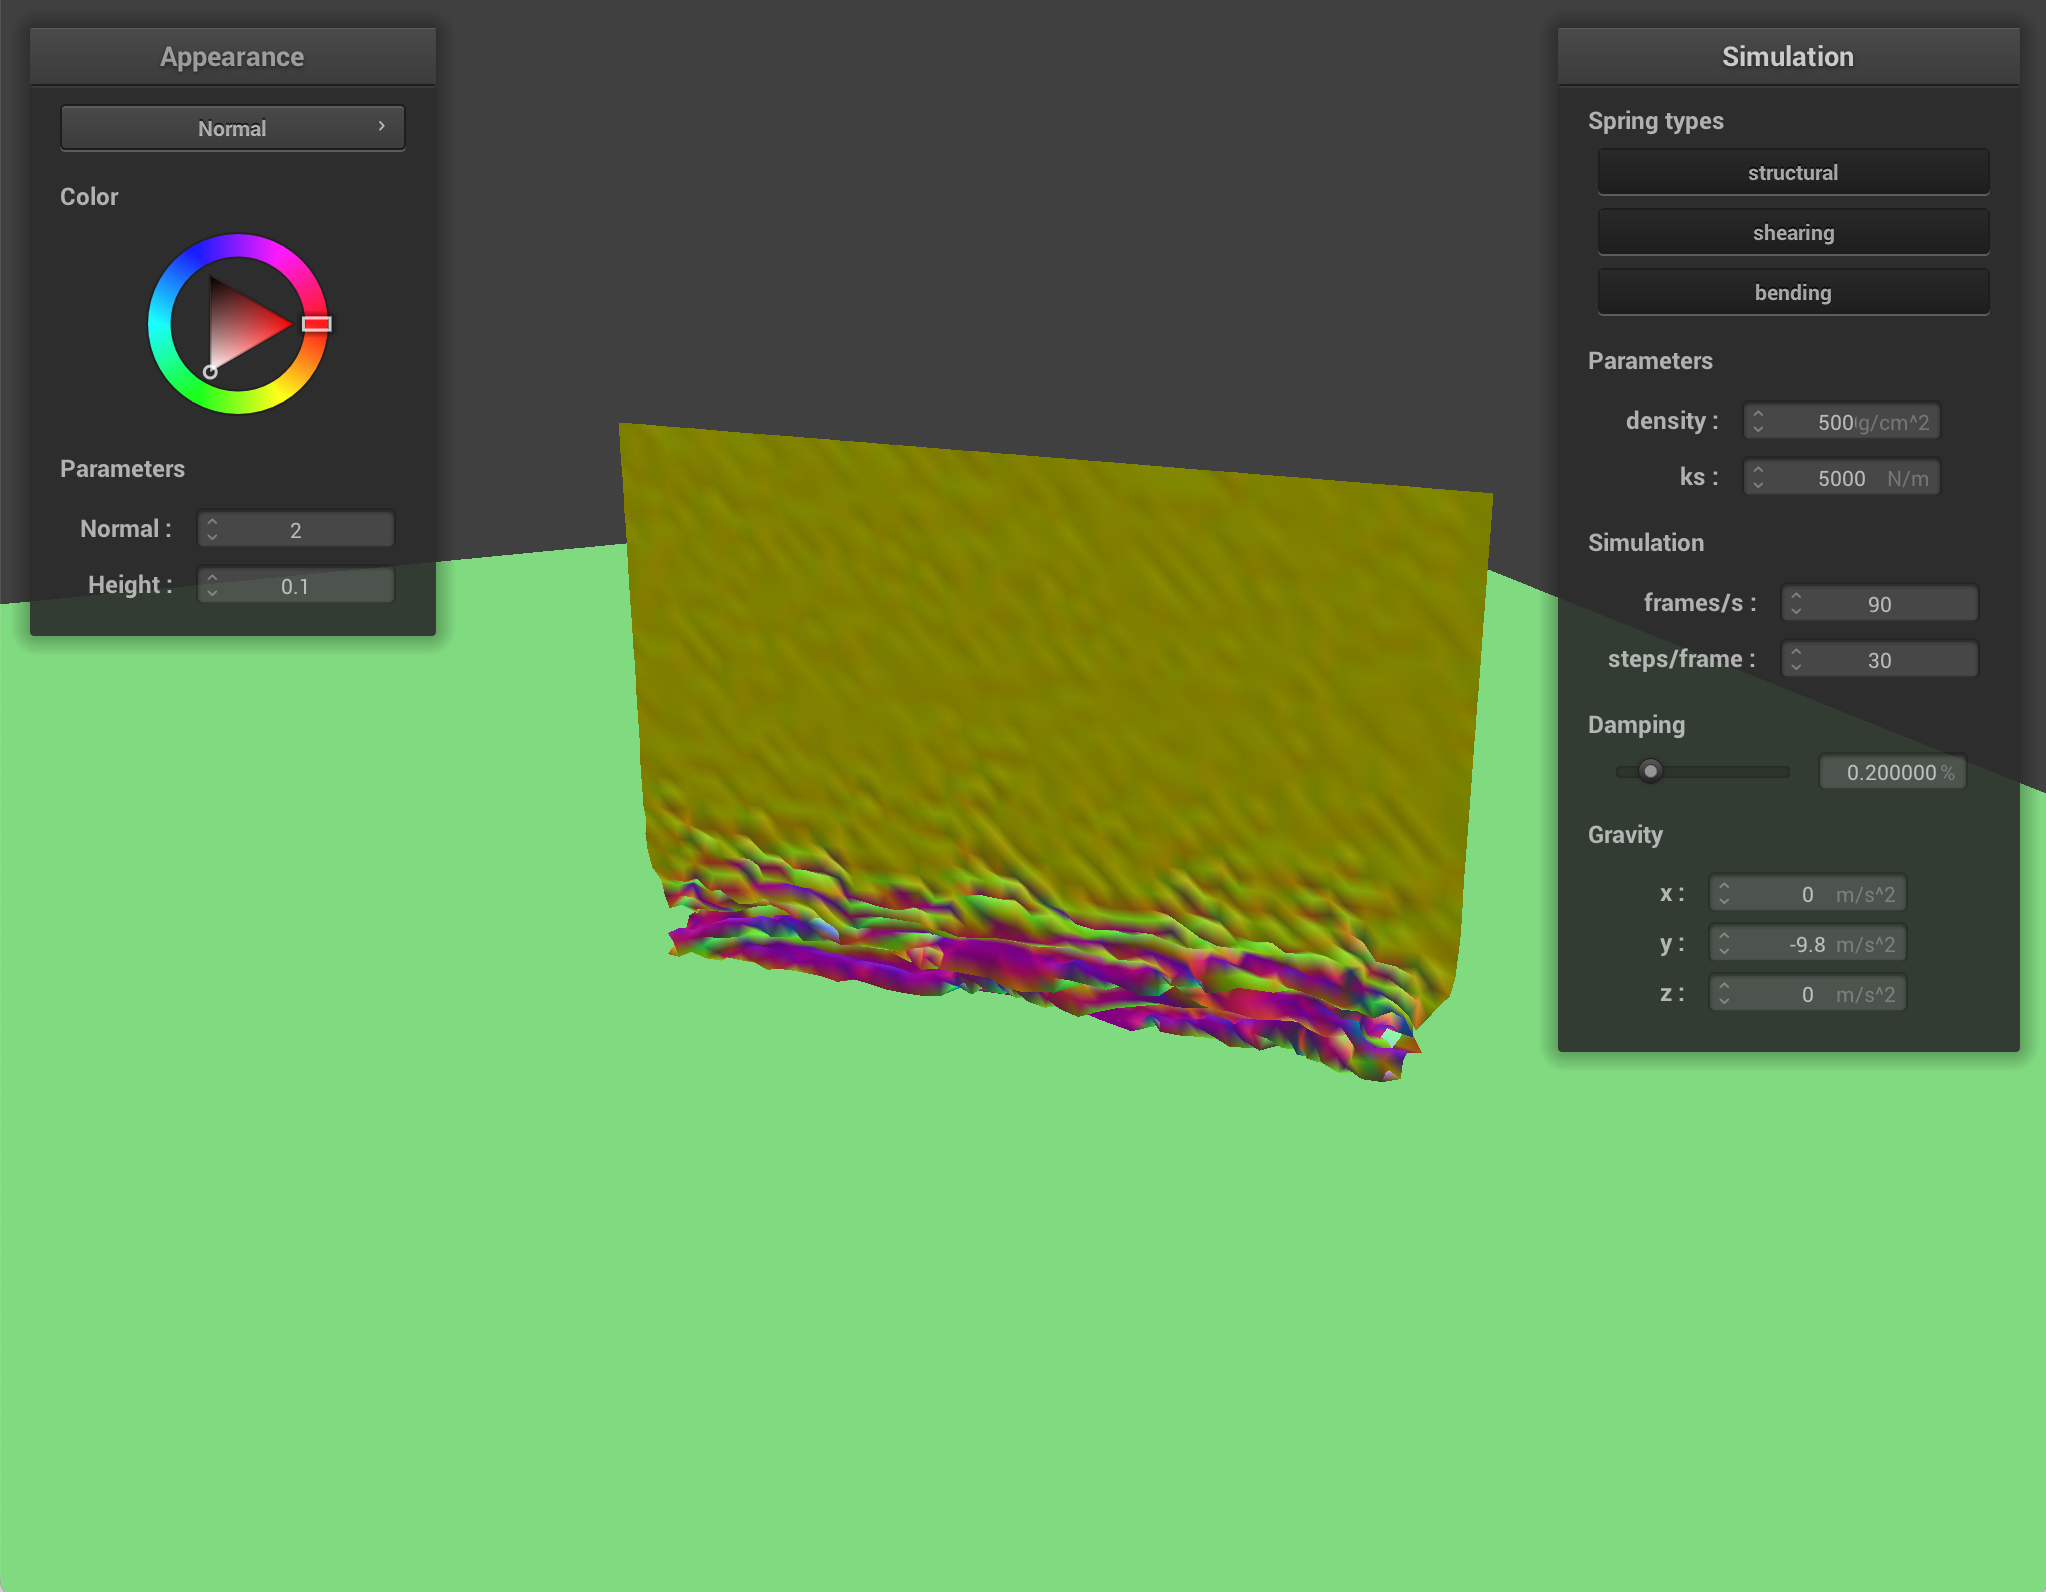 Appearance
Normal
Color
Parameters
Normal : 2
Height : 0.1
Simulation
Spring types
structural
shearing
bending
Parameters
density : 500 g/cm^2
ks : 5000 N/m
Simulation
frames/s : 90
steps/frame : 30
Damping
0.200000 %
Gravity
x : 0 m/s^2
y : -9.8 m/s^2
z : 0 m/s^2